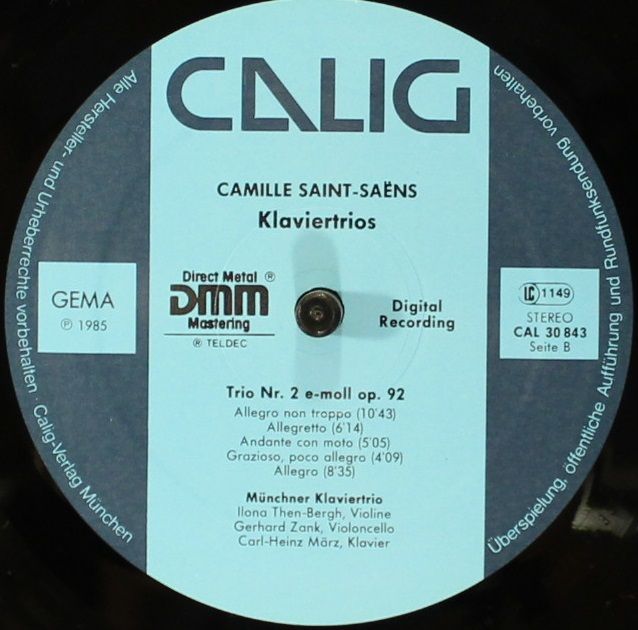 CALIG
CAMILLE SAINT-SAËNS
Klaviertrios
Direct Metal ®
DMM
Mastering
® TELDEC
Digital
Recording
GEMA
℗ 1985
LC 1149
STEREO
CAL 30 843
Seite B
Trio Nr. 2 e-moll op. 92
Allegro non troppo (10'43)
Allegretto (6'14)
Andante con moto (5'05)
Grazioso, poco allegro (4'09)
Allegro (8'35)
Münchner Klaviertrio
Ilona Then-Bergh, Violine
Gerhard Zank, Violoncello
Carl-Heinz März, Klavier
Alle Hersteller- und Urheberrechte vorbehalten · Calig-Verlag München
Überspielung, öffentliche Aufführung und Rundfunksendung vorbehalten